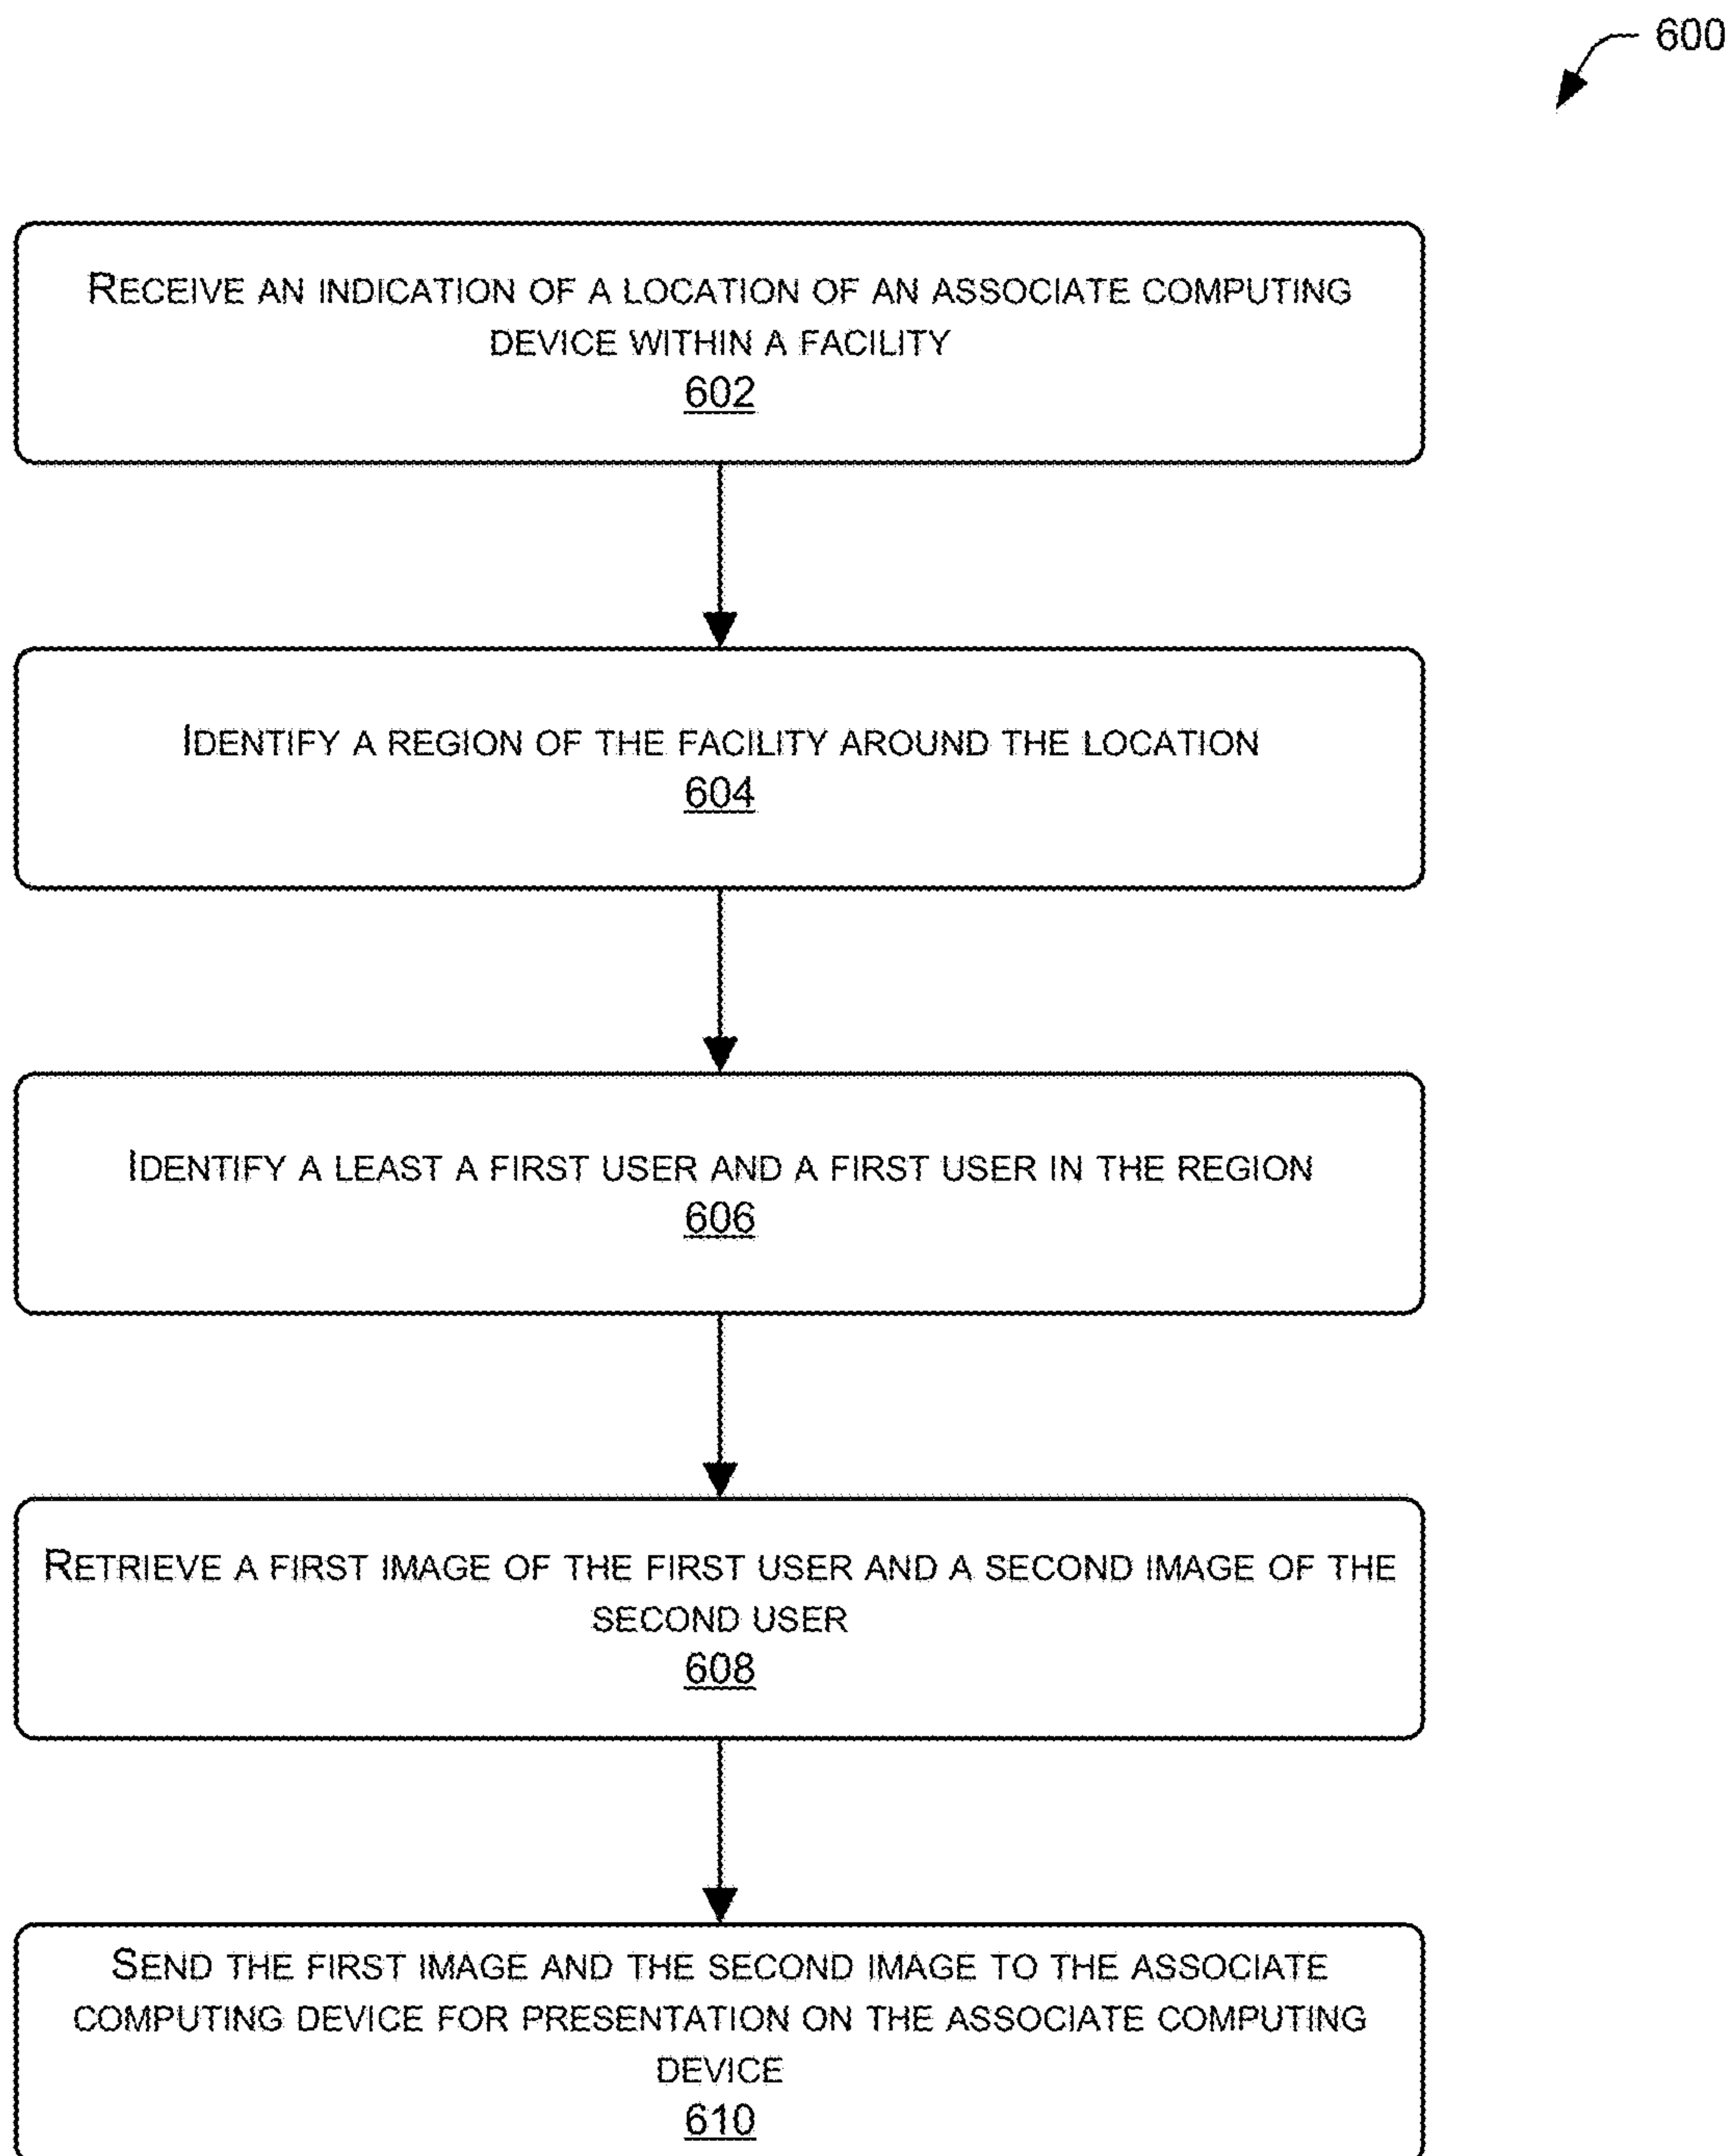 600
RECEIVE AN INDICATION OF A LOCATION OF AN ASSOCIATE COMPUTING
DEVICE WITHIN A FACILITY
602
IDENTIFY A REGION OF THE FACILITY AROUND THE LOCATION
604
IDENTIFY A LEAST A FIRST USER AND A FIRST USER IN THE REGION
606
RETRIEVE A FIRST IMAGE OF THE FIRST USER AND A SECOND IMAGE OF THE
SECOND USER
608
SEND THE FIRST IMAGE AND THE SECOND IMAGE TO THE ASSOCIATE
COMPUTING DEVICE FOR PRESENTATION ON THE ASSOCIATE COMPUTING
DEVICE
610